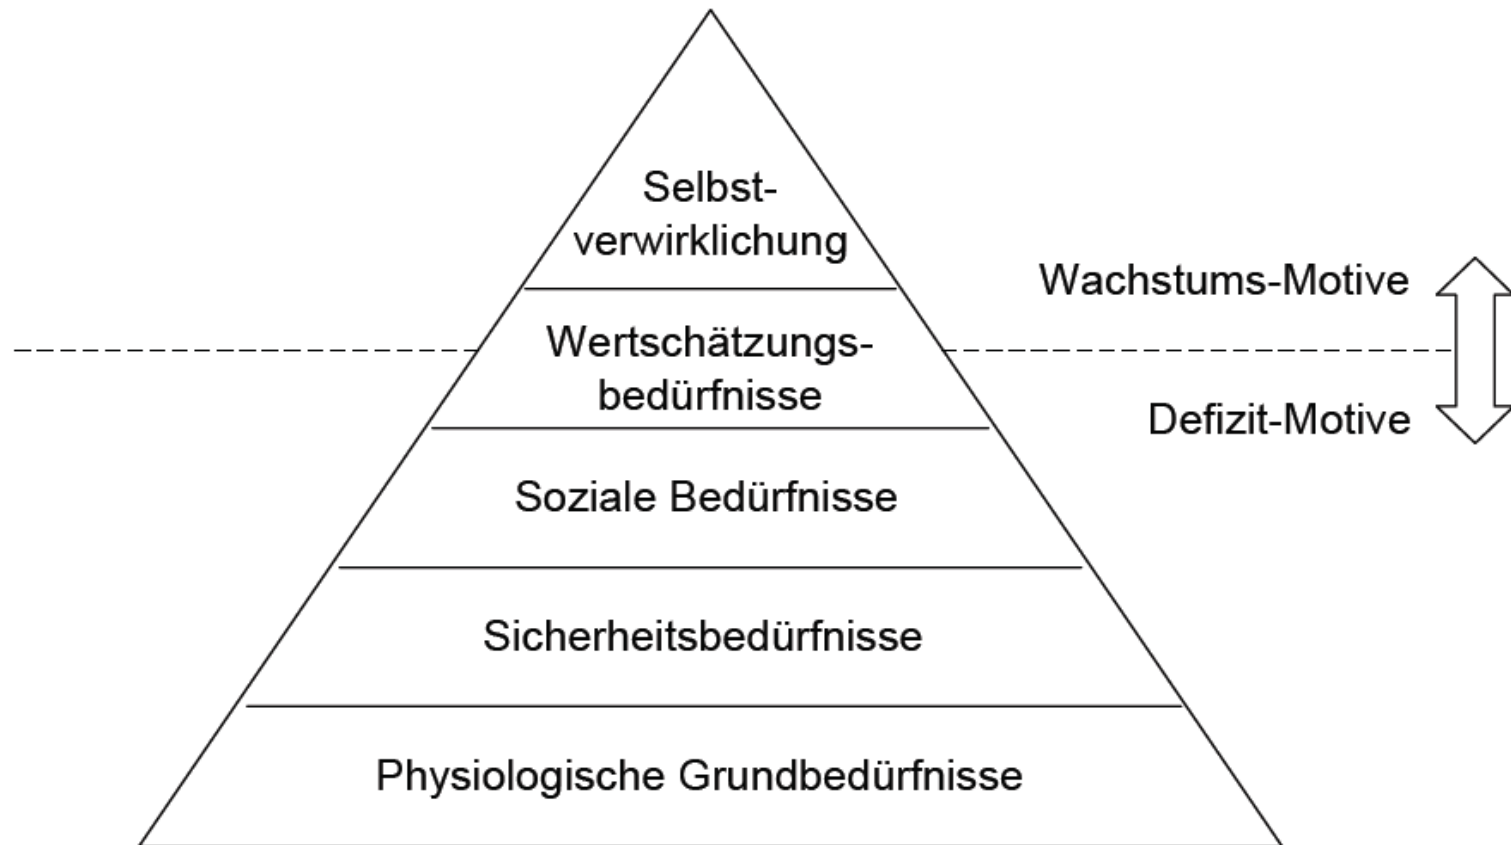 Selbst-
verwirklichung
Wachstums-Motive
Wertschätzungs-
bedürfnisse
Defizit-Motive
Soziale Bedürfnisse
Sicherheitsbedürfnisse
Physiologische Grundbedürfnisse